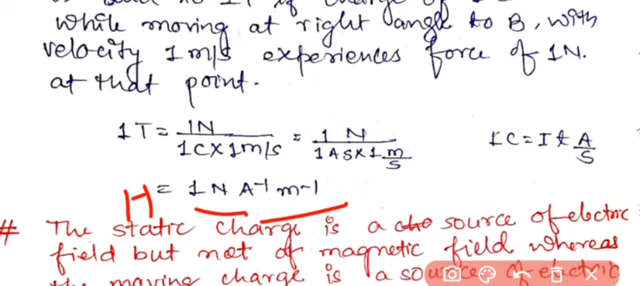 while moving at right angle to B, with
velocity 1 m/s experiences force of 1N.
at that point.
1T = 1N / 1C×1m/s = 1 N / 1 A S × 1 m/s 1C = I t A/S
H = 1 N A⁻¹ m⁻¹
# The static charge is a source of electric
field but not of magnetic field whereas
the moving charge is a source of electric